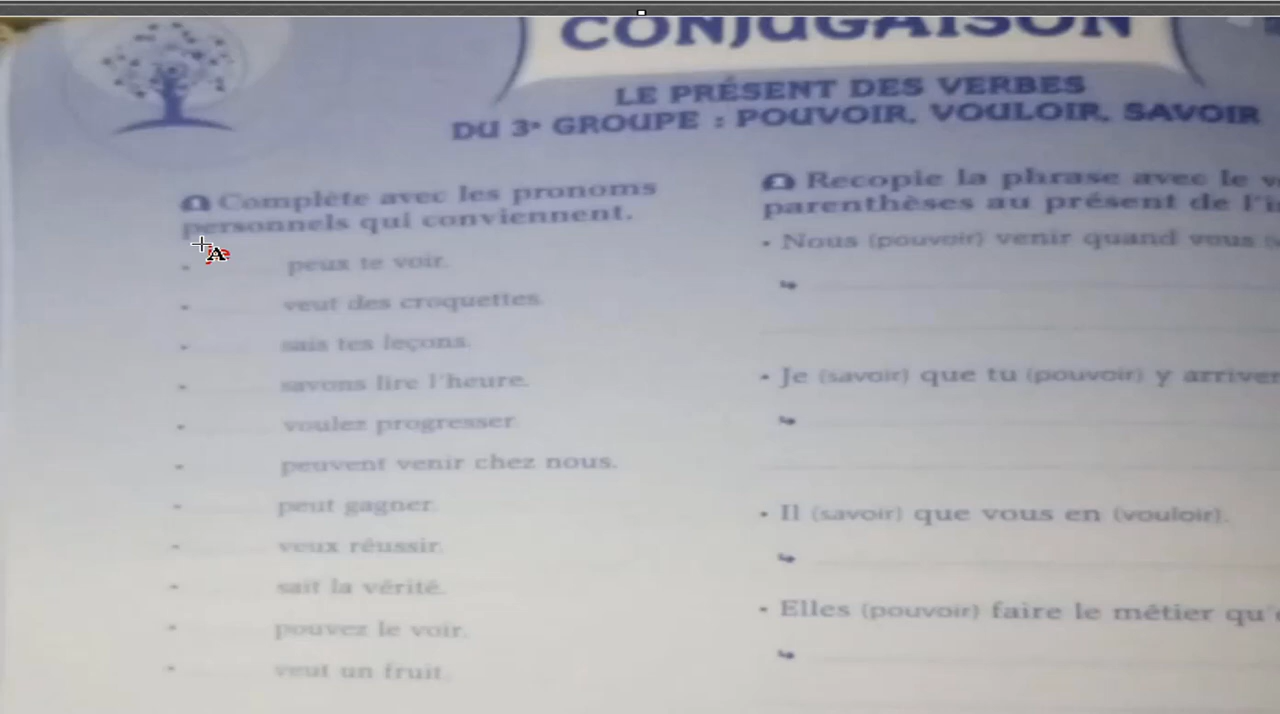 CONJUGAISON
LE PRÉSENT DES VERBES
DU 3e GROUPE : POUVOIR, VOULOIR, SAVOIR
Complète avec les pronoms
personnels qui conviennent.
• peux te voir.
• veut des croquettes.
• sais tes leçons.
• savons lire l'heure.
• voulez progresser.
• peuvent venir chez nous.
• peut gagner.
• veux réussir.
• sait la vérité.
• pouvez le voir.
• veut un fruit.
2 Recopie la phrase avec le
parenthèses au présent de
• Nous (pouvoir) venir quand vous
• Je (savoir) que tu (pouvoir) y arriver
• Il (savoir) que vous en (vouloir).
• Elles (pouvoir) faire le métier